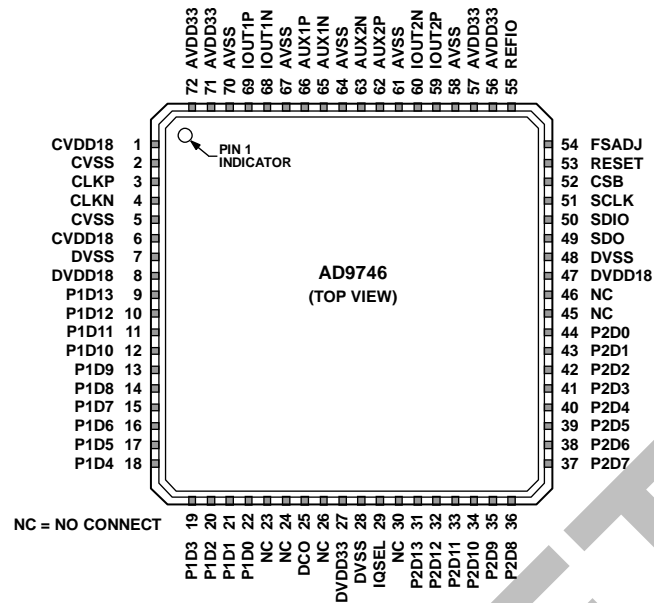 72 AVDD33
71 AVDD33
70 AVSS
69 IOUT1P
68 IOUT1N
67 AVSS
66 AUX1P
65 AUX1N
64 AVSS
63 AUX2N
62 AUX2P
61 AVSS
60 IOUT2N
59 IOUT2P
58 AVSS
57 AVDD33
56 AVDD33
55 REFIO
CVDD18 1
CVSS 2
CLKP 3
CLKN 4
CVSS 5
CVDD18 6
DVSS 7
DVDD18 8
P1D13 9
P1D12 10
P1D11 11
P1D10 12
P1D9 13
P1D8 14
P1D7 15
P1D6 16
P1D5 17
P1D4 18
PIN 1
INDICATOR
AD9746
(TOP VIEW)
54 FSADJ
53 RESET
52 CSB
51 SCLK
50 SDIO
49 SDO
48 DVSS
47 DVDD18
46 NC
45 NC
44 P2D0
43 P2D1
42 P2D2
41 P2D3
40 P2D4
39 P2D5
38 P2D6
37 P2D7
NC = NO CONNECT
P1D3 19
P1D2 20
P1D1 21
P1D0 22
NC 23
NC 24
DCO 25
NC 26
DVDD33 27
DVSS 28
IQSEL 29
NC 30
P2D13 31
P2D12 32
P2D11 33
P2D10 34
P2D9 35
P2D8 36